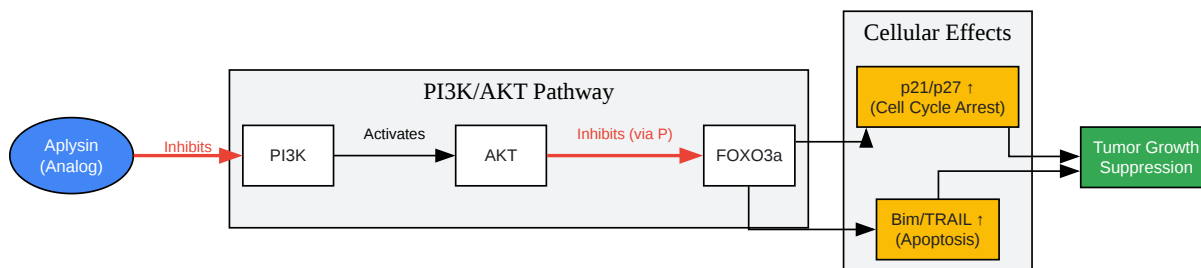 Cellular Effects
PI3K/AKT Pathway
Aplysin
(Analog)
Inhibits
PI3K
Activates
AKT
Inhibits (via P)
FOXO3a
p21/p27 ↑
(Cell Cycle Arrest)
Bim/TRAIL ↑
(Apoptosis)
Tumor Growth
Suppression